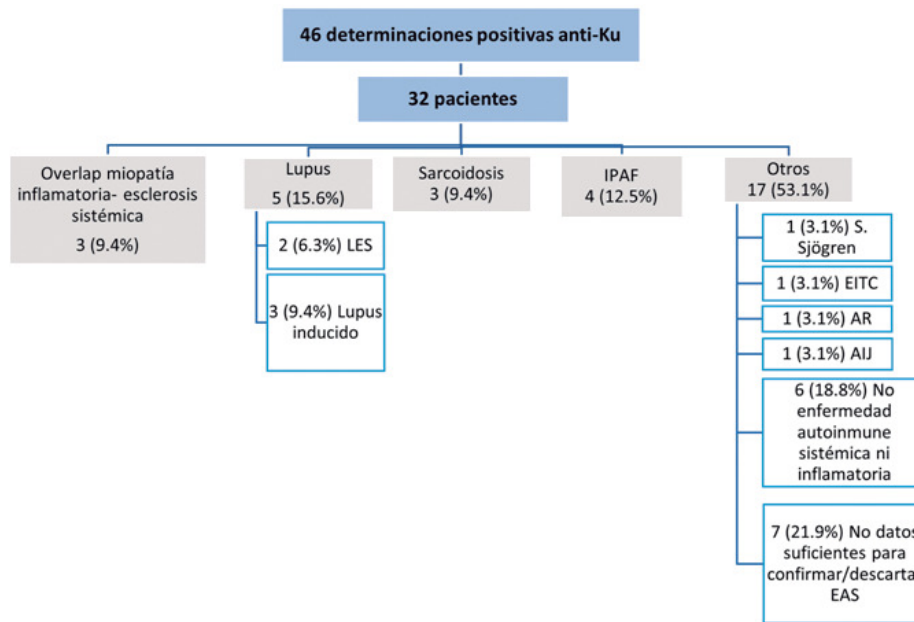 46 determinaciones positivas anti-Ku
32 pacientes
Overlap miopatía
inflamatoria- esclerosis
sistémica
3 (9.4%)
Lupus
5 (15.6%)
2 (6.3%) LES
3 (9.4%) Lupus
inducido
Sarcoidosis
3 (9.4%)
IPAF
4 (12.5%)
Otros
17 (53.1%)
1 (3.1%) S.
Sjögren
1 (3.1%) EITC
1 (3.1%) AR
1 (3.1%) AIJ
6 (18.8%) No
enfermedad
autoinmune
sistémica ni
inflamatoria
7 (21.9%) No datos
suficientes para
confirmar/descarta
EAS